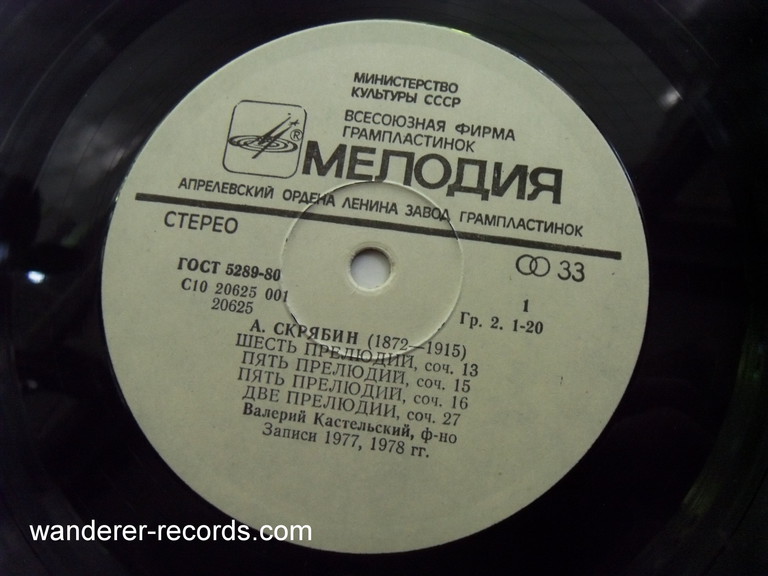 МИНИСТЕРСТВО
КУЛЬТУРЫ СССР
ВСЕСОЮЗНАЯ ФИРМА
ГРАМПЛАСТИНОК
®
МЕЛОДИЯ
АПРЕЛЕВСКИЙ ОРДЕНА ЛЕНИНА ЗАВОД ГРАМПЛАСТИНОК
СТЕРЕО
33
ГОСТ 5289-80
С10 20625 001
20625
1
Гр. 2. 1-20
А. СКРЯБИН (1872—1915)
ШЕСТЬ ПРЕЛЮДИЙ, соч. 13
ПЯТЬ ПРЕЛЮДИЙ, соч. 15
ПЯТЬ ПРЕЛЮДИЙ, соч. 16
ДВЕ ПРЕЛЮДИИ, соч. 27
Валерий Кастельский, ф-но
Записи 1977, 1978 гг.
wanderer-records.com